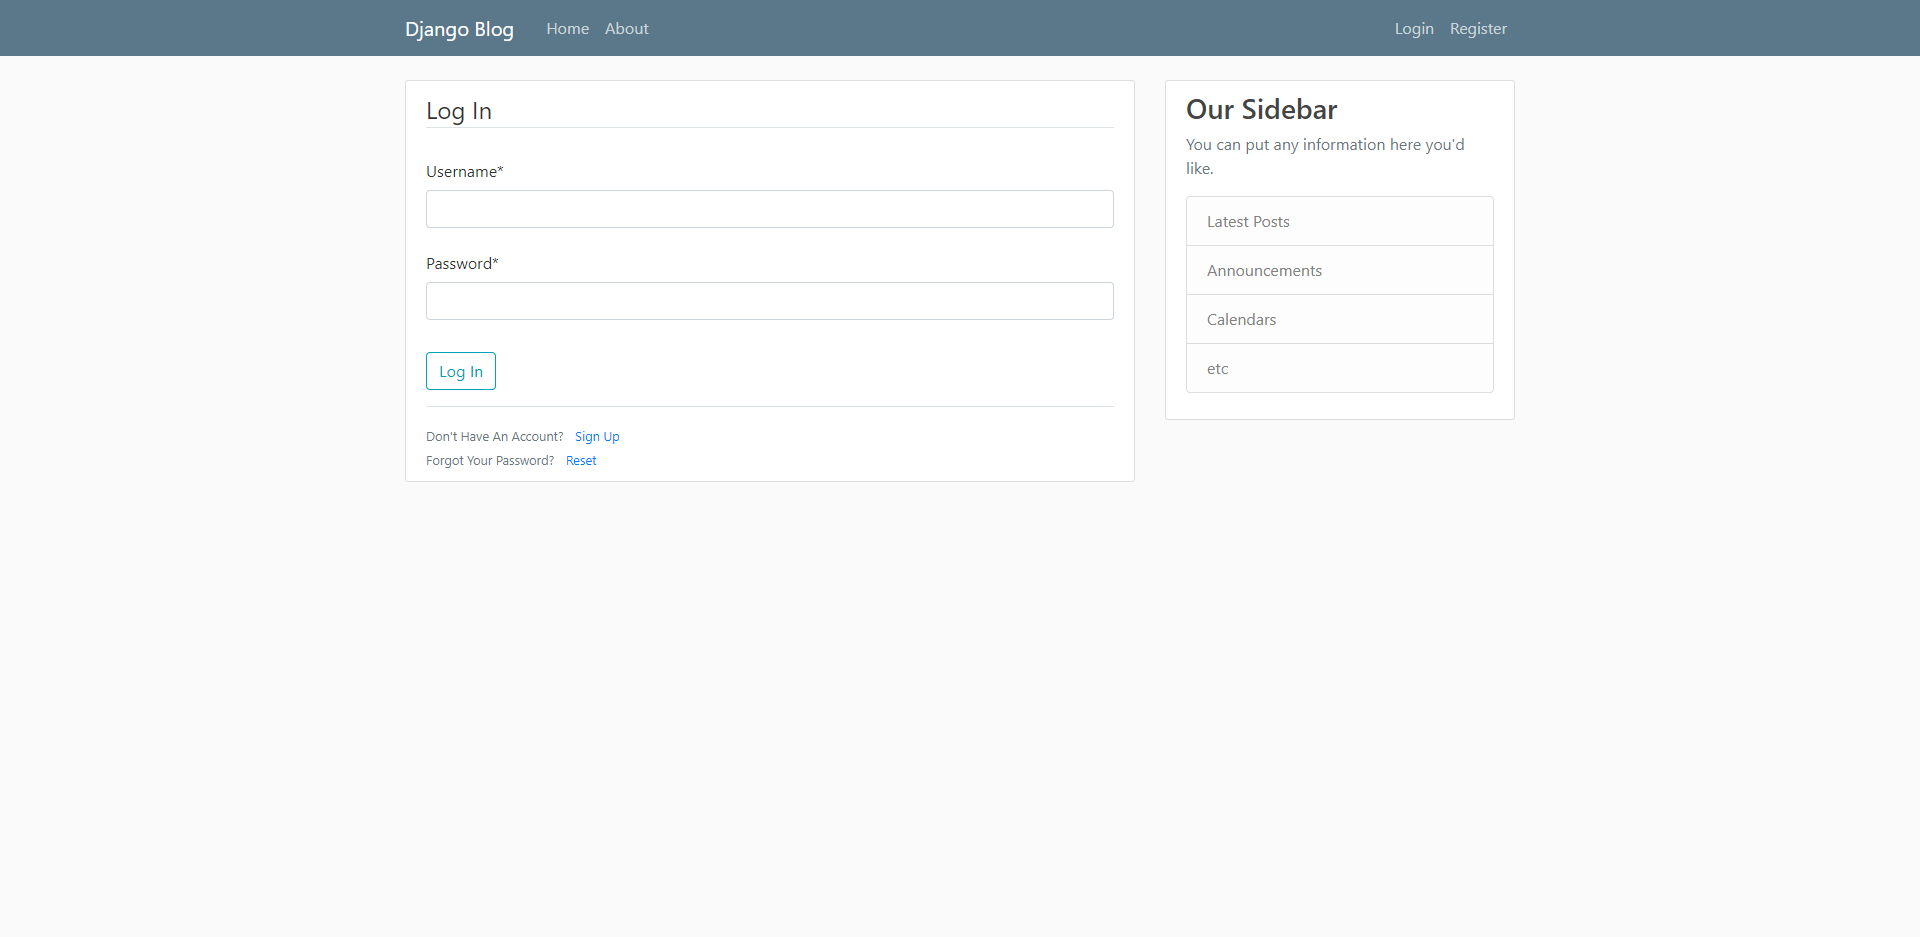 Django Blog Home About Login Register
Log In
Username*
Password*
Log In
Don't Have An Account? Sign Up
Forgot Your Password? Reset
Our Sidebar
You can put any information here you'd
like.
Latest Posts
Announcements
Calendars
etc